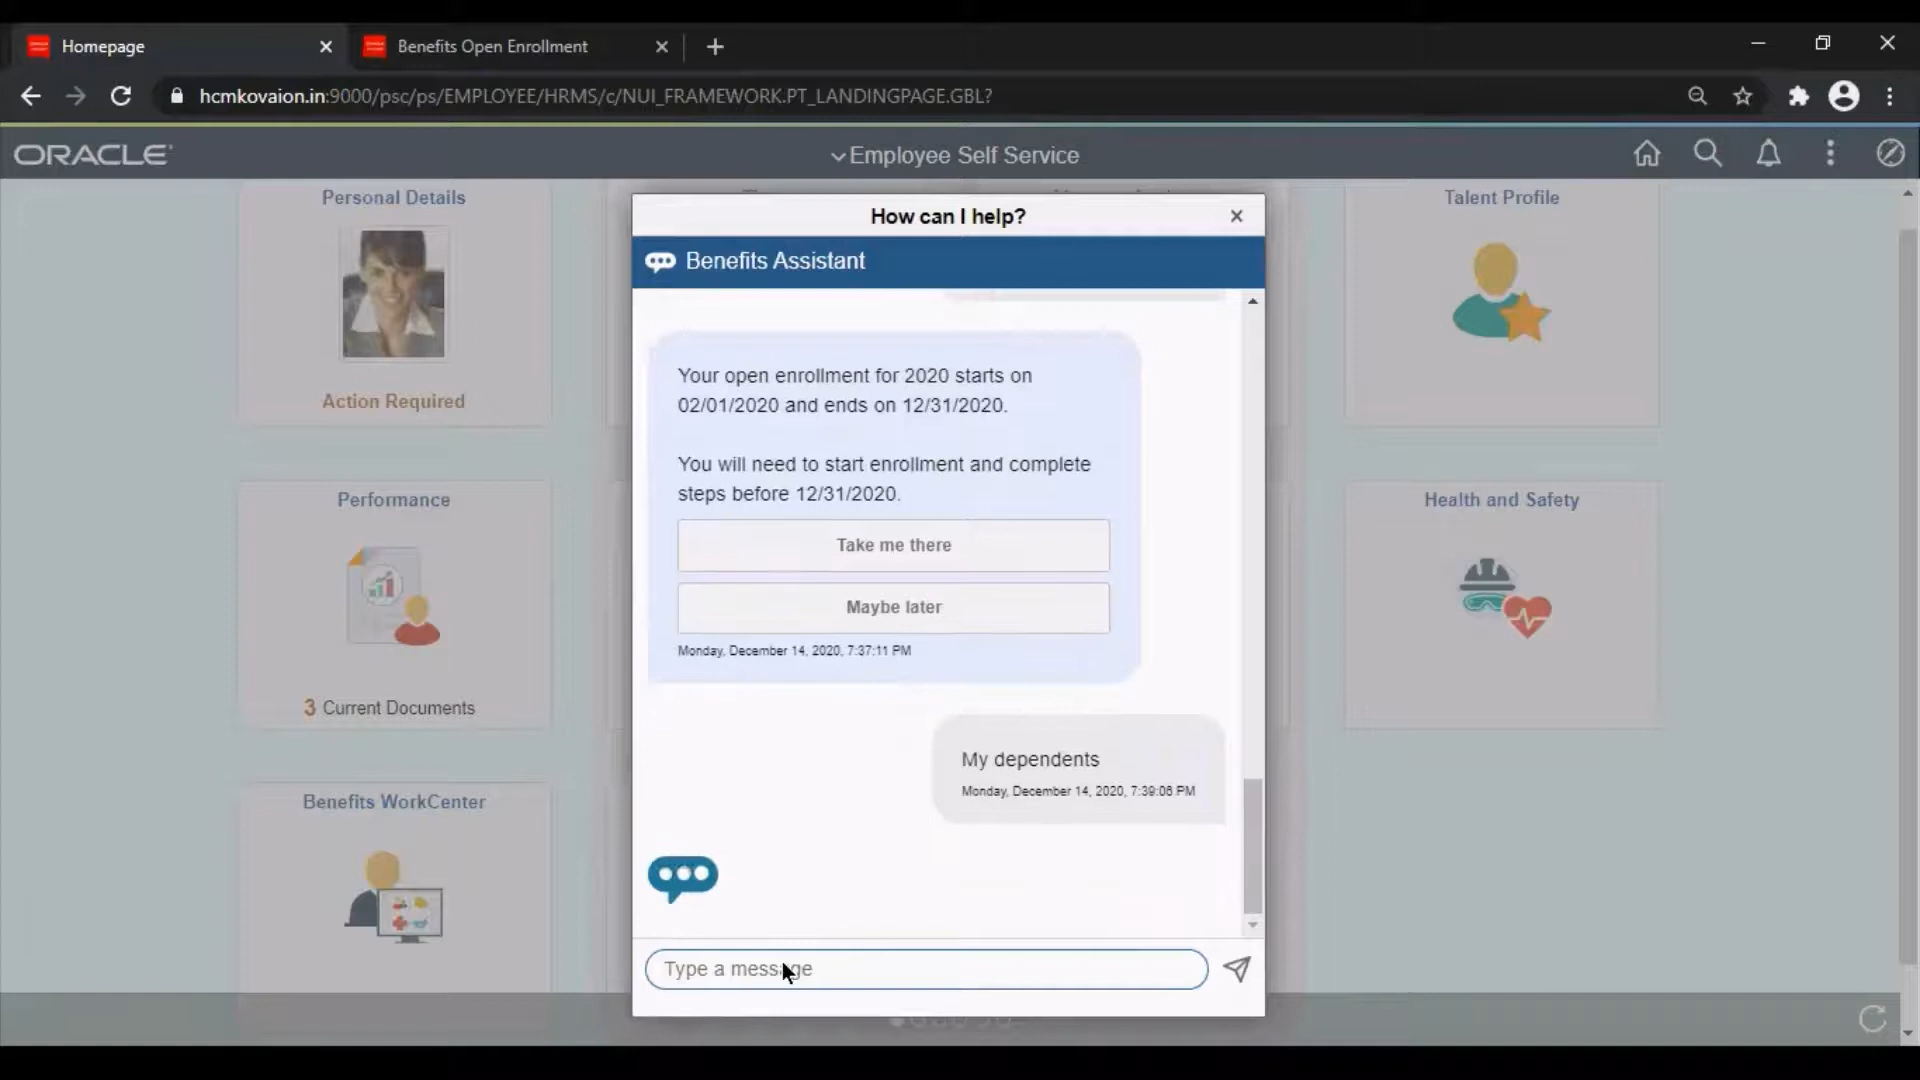 Homepage
Benefits Open Enrollment
hcmkovaion.in:9000/psc/ps/EMPLOYEE/HRMS/c/NUI_FRAMEWORK.PT_LANDINGPAGE.GBL?
ORACLE
Employee Self Service
Personal Details
Talent Profile
How can I help?
Benefits Assistant
Your open enrollment for 2020 starts on
02/01/2020 and ends on 12/31/2020.
Action Required
You will need to start enrollment and complete
steps before 12/31/2020.
Performance
Health and Safety
Take me there
Maybe later
Monday, December 14, 2020, 7:37:11 PM
3 Current Documents
My dependents
Monday, December 14, 2020, 7:39:06 PM
Benefits WorkCenter
Type a message